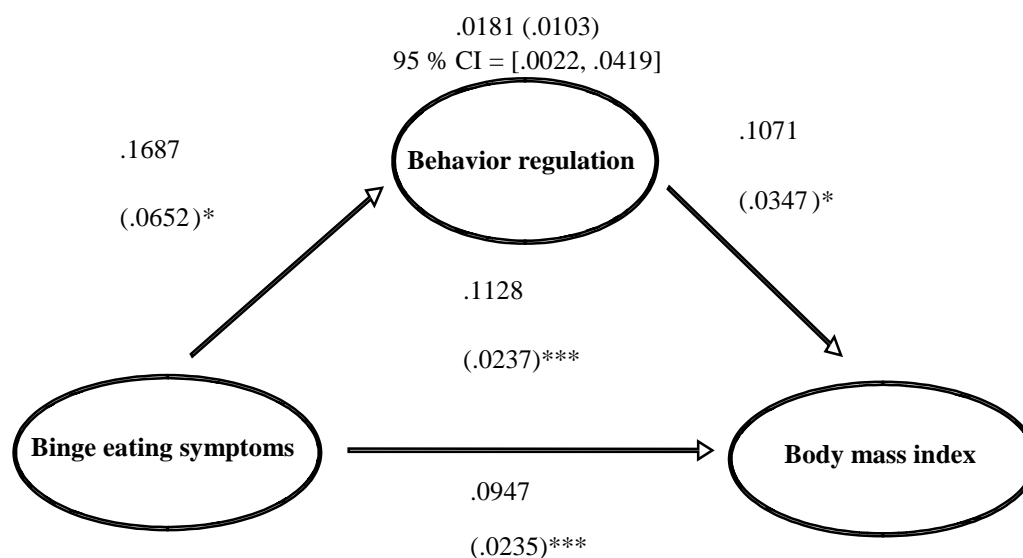 .0181 (.0103)
95 % CI = [.0022, .0419]
.1687
(.0652)*
Behavior regulation
.1071
(.0347)*
.1128
(.0237)***
Binge eating symptoms
Body mass index
.0947
(.0235)***